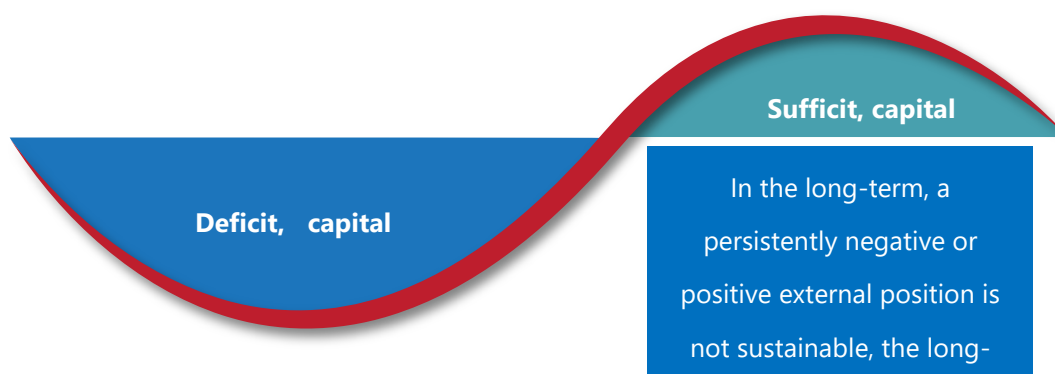 Sufficit, capital
Deficit, capital
In the long-term, a
persistently negative or
positive external position is
not sustainable, the long-